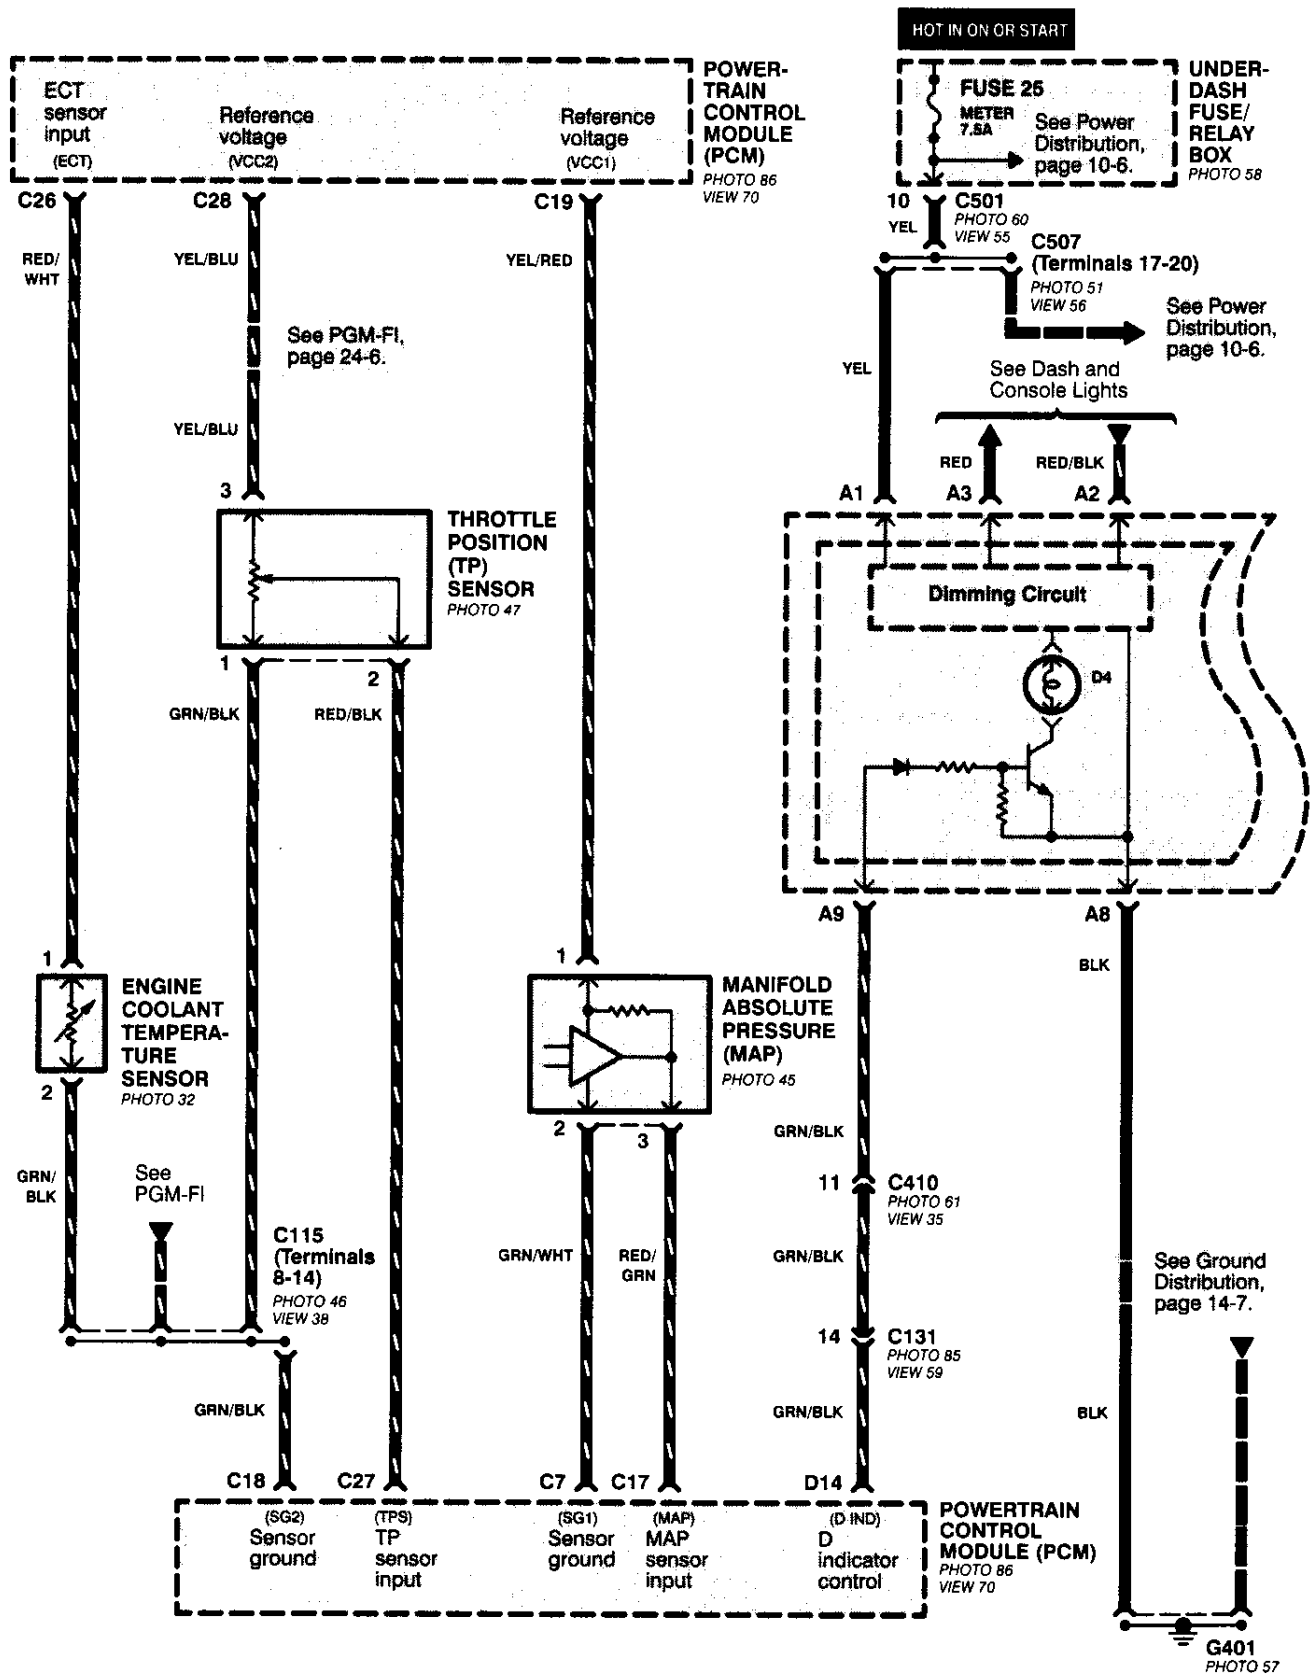 HOT IN ON OR START
ECT
sensor
input
(ECT)
Reference
voltage
(VCC2)
Reference
voltage
(VCC1)
POWER-
TRAIN
CONTROL
MODULE
(PCM)
PHOTO 86
VIEW 70
FUSE 25
METER
7.5A
See Power
Distribution,
page 10-6.
UNDER-
DASH
FUSE/
RELAY
BOX
PHOTO 58
C26
C28
C19
10
C501
PHOTO 60
VIEW 55
YEL
RED/
WHT
YEL/BLU
YEL/RED
C507
(Terminals 17-20)
PHOTO 51
VIEW 56
See Power
Distribution,
page 10-6.
See PGM-FI,
page 24-6.
YEL
See Dash and
Console Lights
YEL/BLU
RED
RED/BLK
3
A1
A3
A2
THROTTLE
POSITION
(TP)
SENSOR
PHOTO 47
Dimming Circuit
D4
1
2
GRN/BLK
RED/BLK
A9
A8
BLK
1
1
ENGINE
COOLANT
TEMPERA-
TURE
SENSOR
PHOTO 32
MANIFOLD
ABSOLUTE
PRESSURE
(MAP)
PHOTO 45
2
2
3
GRN/BLK
GRN/
BLK
See
PGM-FI
11
C410
PHOTO 61
VIEW 35
C115
(Terminals
8-14)
PHOTO 46
VIEW 38
GRN/WHT
RED/
GRN
GRN/BLK
See Ground
Distribution,
page 14-7.
14
C131
PHOTO 85
VIEW 59
GRN/BLK
GRN/BLK
BLK
C18
C27
C7
C17
D14
(SG2)
Sensor
ground
(TPS)
TP
sensor
input
(SG1)
Sensor
ground
(MAP)
MAP
sensor
input
(D IND)
D
indicator
control
POWERTRAIN
CONTROL
MODULE (PCM)
PHOTO 86
VIEW 70
G401
PHOTO 57